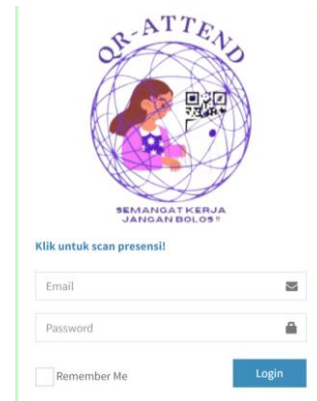 QR-ATTEND
SEMANGAT KERJA
JANGAN BOLOS !!
Klik untuk scan presensi!
Email
Password
Remember Me
Login